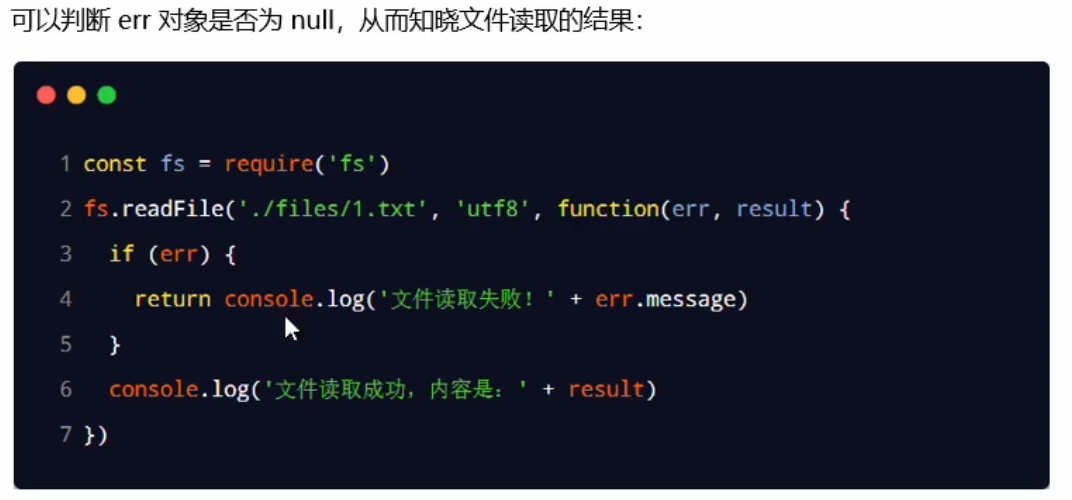 可以判断 err 对象是否为 null，从而知晓文件读取的结果：
1 const fs = require('fs')
2 fs.readFile('./files/1.txt', 'utf8', function(err, result) {
3   if (err) {
4     return console.log('文件读取失败！' + err.message)
5   }
6   console.log('文件读取成功，内容是：' + result)
7 })